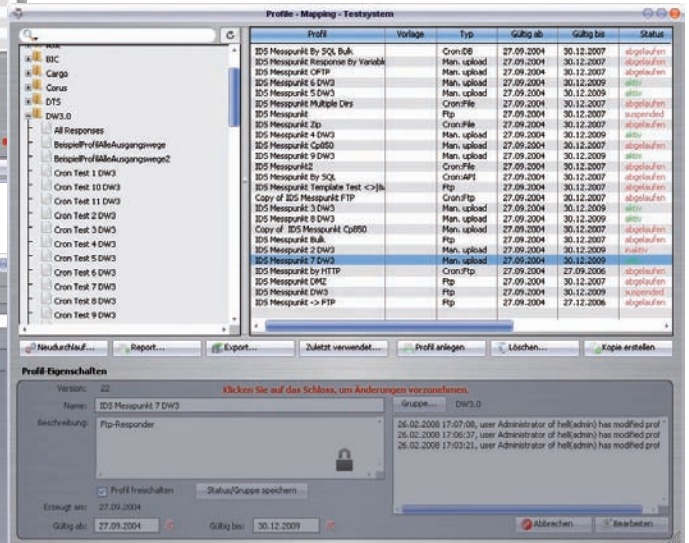 Profile - Mapping - Testsystem
BIC
Cargo
Corus
DTS
DW3.0
All Responses
BeispielProfilAlleAusgangswege
BeispielProfilAlleAusgangswege2
Cron Test 1 DW3
Cron Test 10 DW3
Cron Test 11 DW3
Cron Test 2 DW3
Cron Test 3 DW3
Cron Test 4 DW3
Cron Test 5 DW3
Cron Test 6 DW3
Cron Test 7 DW3
Cron Test 8 DW3
Cron Test 9 DW3
Profil Vorlage Typ Gültig ab Gültig bis Status
IDS Messpunkt By SQL Bulk Cron:DB 27.09.2004 30.12.2007 abgelaufen
IDS Messpunkt Response By Variable Man. upload 27.09.2004 30.12.2007 abgelaufen
IDS Messpunkt OFTP Man. upload 27.09.2004 30.12.2007 abgelaufen
IDS Messpunkt 6 DW3 Man. upload 27.09.2004 30.12.2009 aktiv
IDS Messpunkt 5 DW3 Man. upload 27.09.2004 30.12.2009 aktiv
IDS Messpunkt Multiple Dirs Cron:File 27.09.2004 30.12.2007 abgelaufen
IDS Messpunkt Ftp 27.09.2004 30.12.2007 suspended
IDS Messpunkt Zip Cron:File 27.09.2004 30.12.2007 abgelaufen
IDS Messpunkt 4 DW3 Man. upload 27.09.2004 30.12.2009 aktiv
IDS Messpunkt Cp850 Man. upload 27.09.2004 30.12.2007 abgelaufen
IDS Messpunkt 9 DW3 Man. upload 27.09.2004 30.12.2009 aktiv
IDS Messpunkt2 Cron:File 27.09.2004 30.12.2007 abgelaufen
IDS Messpunkt By SQL Cron:API 27.09.2004 30.12.2007 abgelaufen
IDS Messpunkt Template Test <>|& Ftp 27.09.2004 30.12.2007 abgelaufen
Copy of IDS Messpunkt FTP Cron:Ftp 27.09.2004 30.12.2007 abgelaufen
IDS Messpunkt 3 DW3 Man. upload 27.09.2004 30.12.2009 aktiv
IDS Messpunkt 8 DW3 Man. upload 27.09.2004 30.12.2009 aktiv
Copy of IDS Messpunkt Cp850 Man. upload 27.09.2004 30.12.2007 abgelaufen
IDS Messpunkt Bulk Ftp 27.09.2004 30.12.2007 abgelaufen
IDS Messpunkt 2 DW3 Man. upload 27.09.2004 30.12.2009 inaktiv
IDS Messpunkt 7 DW3 Man. upload 27.09.2004 30.12.2009
IDS Messpunkt by HTTP Cron:Ftp 27.09.2004 27.09.2006 abgelaufen
IDS Messpunkt DMZ Ftp 27.09.2004 30.12.2007 abgelaufen
IDS Messpunkt DW3 Ftp 27.09.2004 30.12.2009 suspended
IDS Messpunkt -> FTP Ftp 27.09.2004 27.12.2006 abgelaufen
Neudurchlauf... Report... Export... Zuletzt verwendet... Profil anlegen Löschen... Kopie erstellen
Profil-Eigenschaften
Version: 22 Klicken Sie auf das Schloss, um Änderungen vorzunehmen.
Name: IDS Messpunkt 7 DW3 Gruppe... DW3.0
Beschreibung: Ftp-Responder
26.02.2008 17:07:08, user Administrator of hell(admin) has modified prof
26.02.2008 17:06:37, user Administrator of hell(admin) has modified prof
26.02.2008 17:03:21, user Administrator of hell(admin) has modified prof
Profil freischalten Status/Gruppe speichern
Erzeugt am: 27.09.2004
Gültig ab: 27.09.2004 Gültig bis: 30.12.2009 Abbrechen Bearbeiten